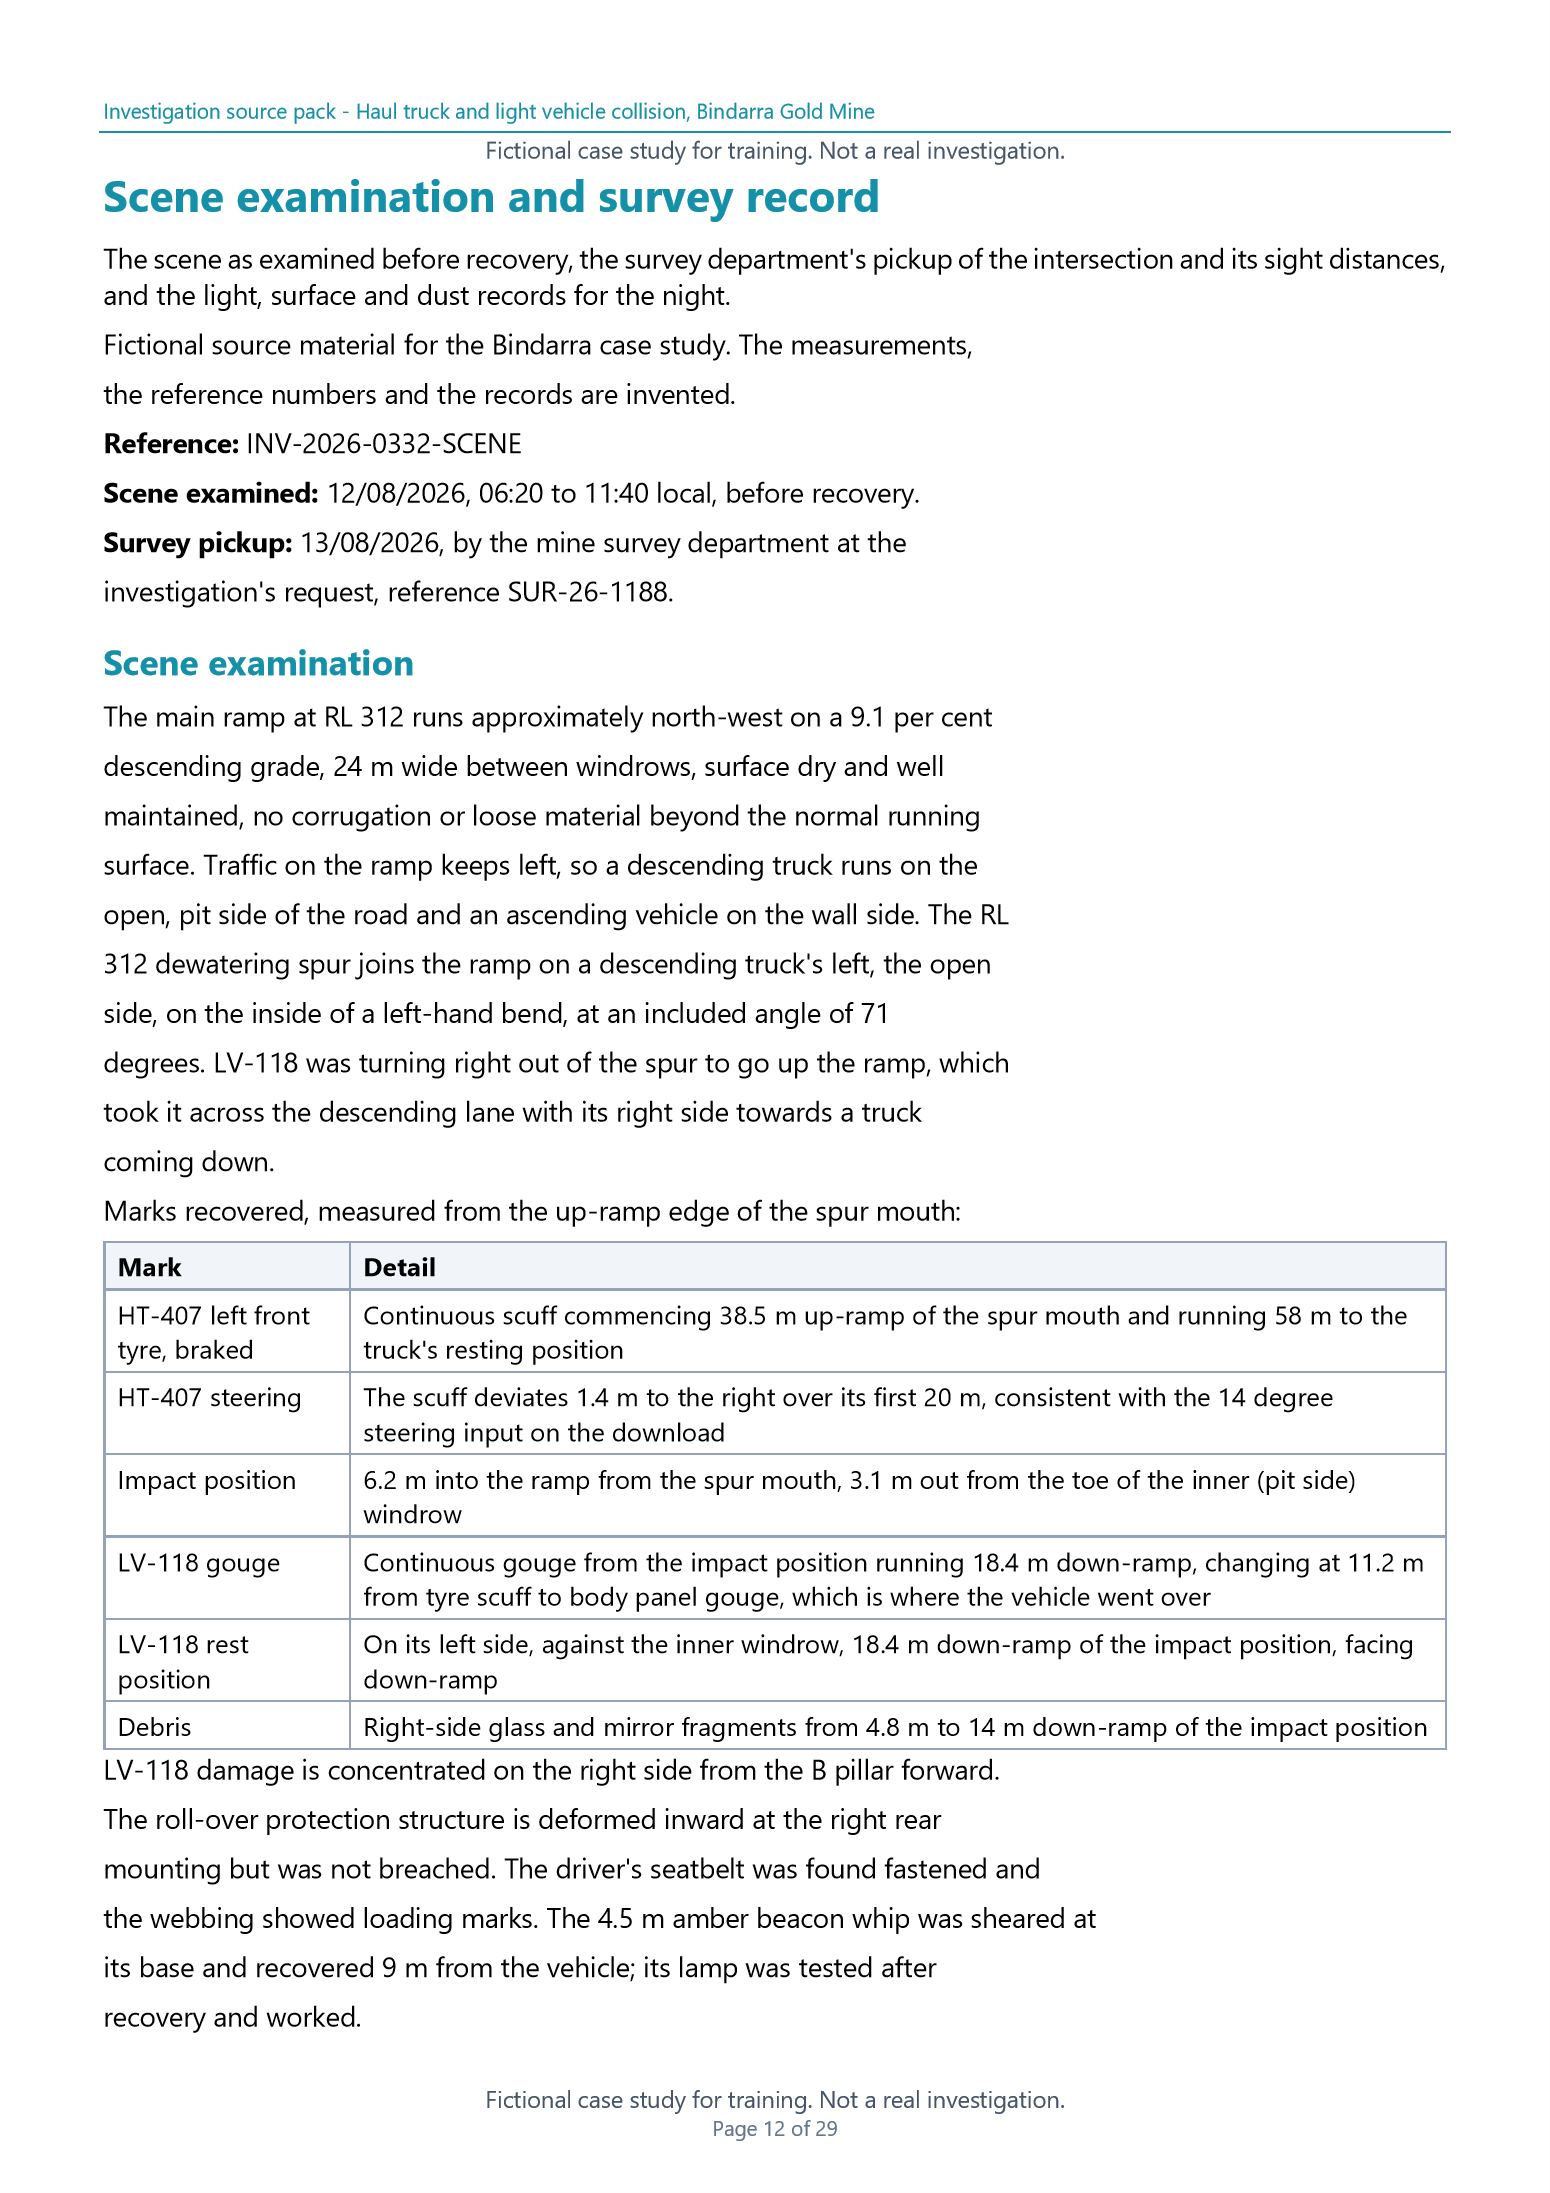 Investigation source pack - Haul truck and light vehicle collision, Bindarra Gold Mine
Fictional case study for training. Not a real investigation.
Scene examination and survey record
The scene as examined before recovery, the survey department's pickup of the intersection and its sight distances,
and the light, surface and dust records for the night.
Fictional source material for the Bindarra case study. The measurements,
the reference numbers and the records are invented.
Reference: INV-2026-0332-SCENE
Scene examined: 12/08/2026, 06:20 to 11:40 local, before recovery.
Survey pickup: 13/08/2026, by the mine survey department at the
investigation's request, reference SUR-26-1188.
Scene examination
The main ramp at RL 312 runs approximately north-west on a 9.1 per cent
descending grade, 24 m wide between windrows, surface dry and well
maintained, no corrugation or loose material beyond the normal running
surface. Traffic on the ramp keeps left, so a descending truck runs on the
open, pit side of the road and an ascending vehicle on the wall side. The RL
312 dewatering spur joins the ramp on a descending truck's left, the open
side, on the inside of a left-hand bend, at an included angle of 71
degrees. LV-118 was turning right out of the spur to go up the ramp, which
took it across the descending lane with its right side towards a truck
coming down.
Marks recovered, measured from the up-ramp edge of the spur mouth:
Mark Detail
HT-407 left front Continuous scuff commencing 38.5 m up-ramp of the spur mouth and running 58 m to the
tyre, braked truck's resting position
HT-407 steering The scuff deviates 1.4 m to the right over its first 20 m, consistent with the 14 degree
steering input on the download
Impact position 6.2 m into the ramp from the spur mouth, 3.1 m out from the toe of the inner (pit side)
windrow
LV-118 gouge Continuous gouge from the impact position running 18.4 m down-ramp, changing at 11.2 m
from tyre scuff to body panel gouge, which is where the vehicle went over
LV-118 rest On its left side, against the inner windrow, 18.4 m down-ramp of the impact position, facing
position down-ramp
Debris Right-side glass and mirror fragments from 4.8 m to 14 m down-ramp of the impact position
LV-118 damage is concentrated on the right side from the B pillar forward.
The roll-over protection structure is deformed inward at the right rear
mounting but was not breached. The driver's seatbelt was found fastened and
the webbing showed loading marks. The 4.5 m amber beacon whip was sheared at
its base and recovered 9 m from the vehicle; its lamp was tested after
recovery and worked.
Fictional case study for training. Not a real investigation.
Page 12 of 29